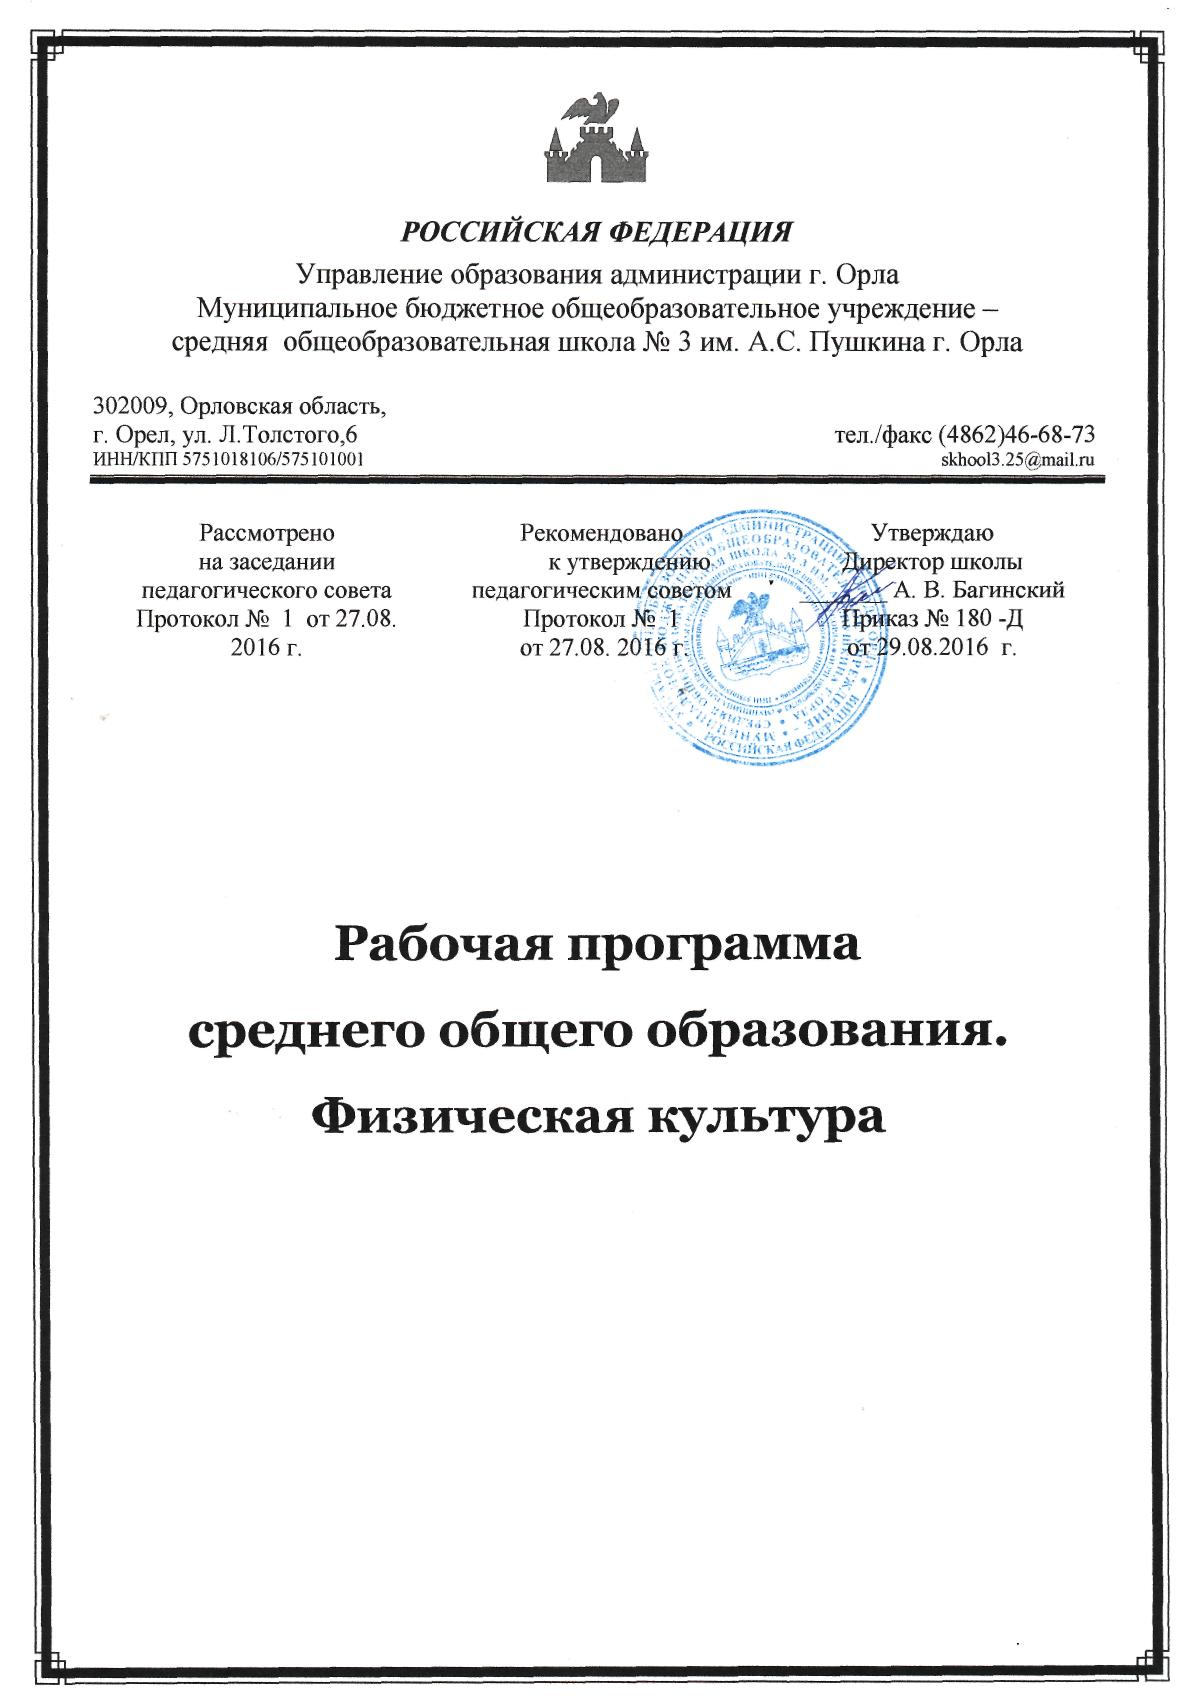 РОССИЙСКАЯ ФЕДЕРАЦИЯ
Управление образования администрации г. Орла
Муниципальное бюджетное общеобразовательное учреждение –
средняя общеобразовательная школа № 3 им. А.С. Пушкина г. Орла
302009, Орловская область,
г. Орел, ул. Л.Толстого,6
тел./факс (4862)46-68-73
ИНН/КПП 5751018106/575101001
skhool3.25@mail.ru
Рассмотрено
на заседании
педагогического совета
Протокол № 1 от 27.08.
2016 г.
Рекомендовано
к утверждению
педагогическим советом
Протокол № 1
от 27.08. 2016 г.
Утверждаю
Директор школы
А. В. Багинский
Приказ № 180 -Д
от 29.08.2016 г.
РОССИЙСКАЯ ФЕДЕРАЦИЯ
Рабочая программа
среднего общего образования.
Физическая культура